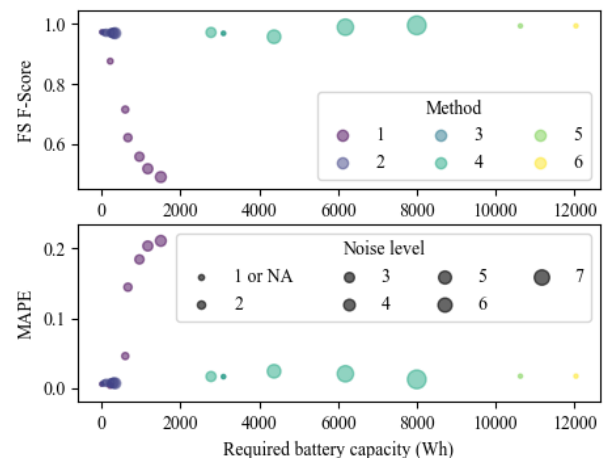 1.0
0.8
0.6
FS F-Score
Method
1 3 5
2 4 6
0 2000 4000 6000 8000 10000 12000
0.2
0.1
0.0
MAPE
Noise level
1 or NA 3 5 7
2 4 6
0 2000 4000 6000 8000 10000 12000
Required battery capacity (Wh)